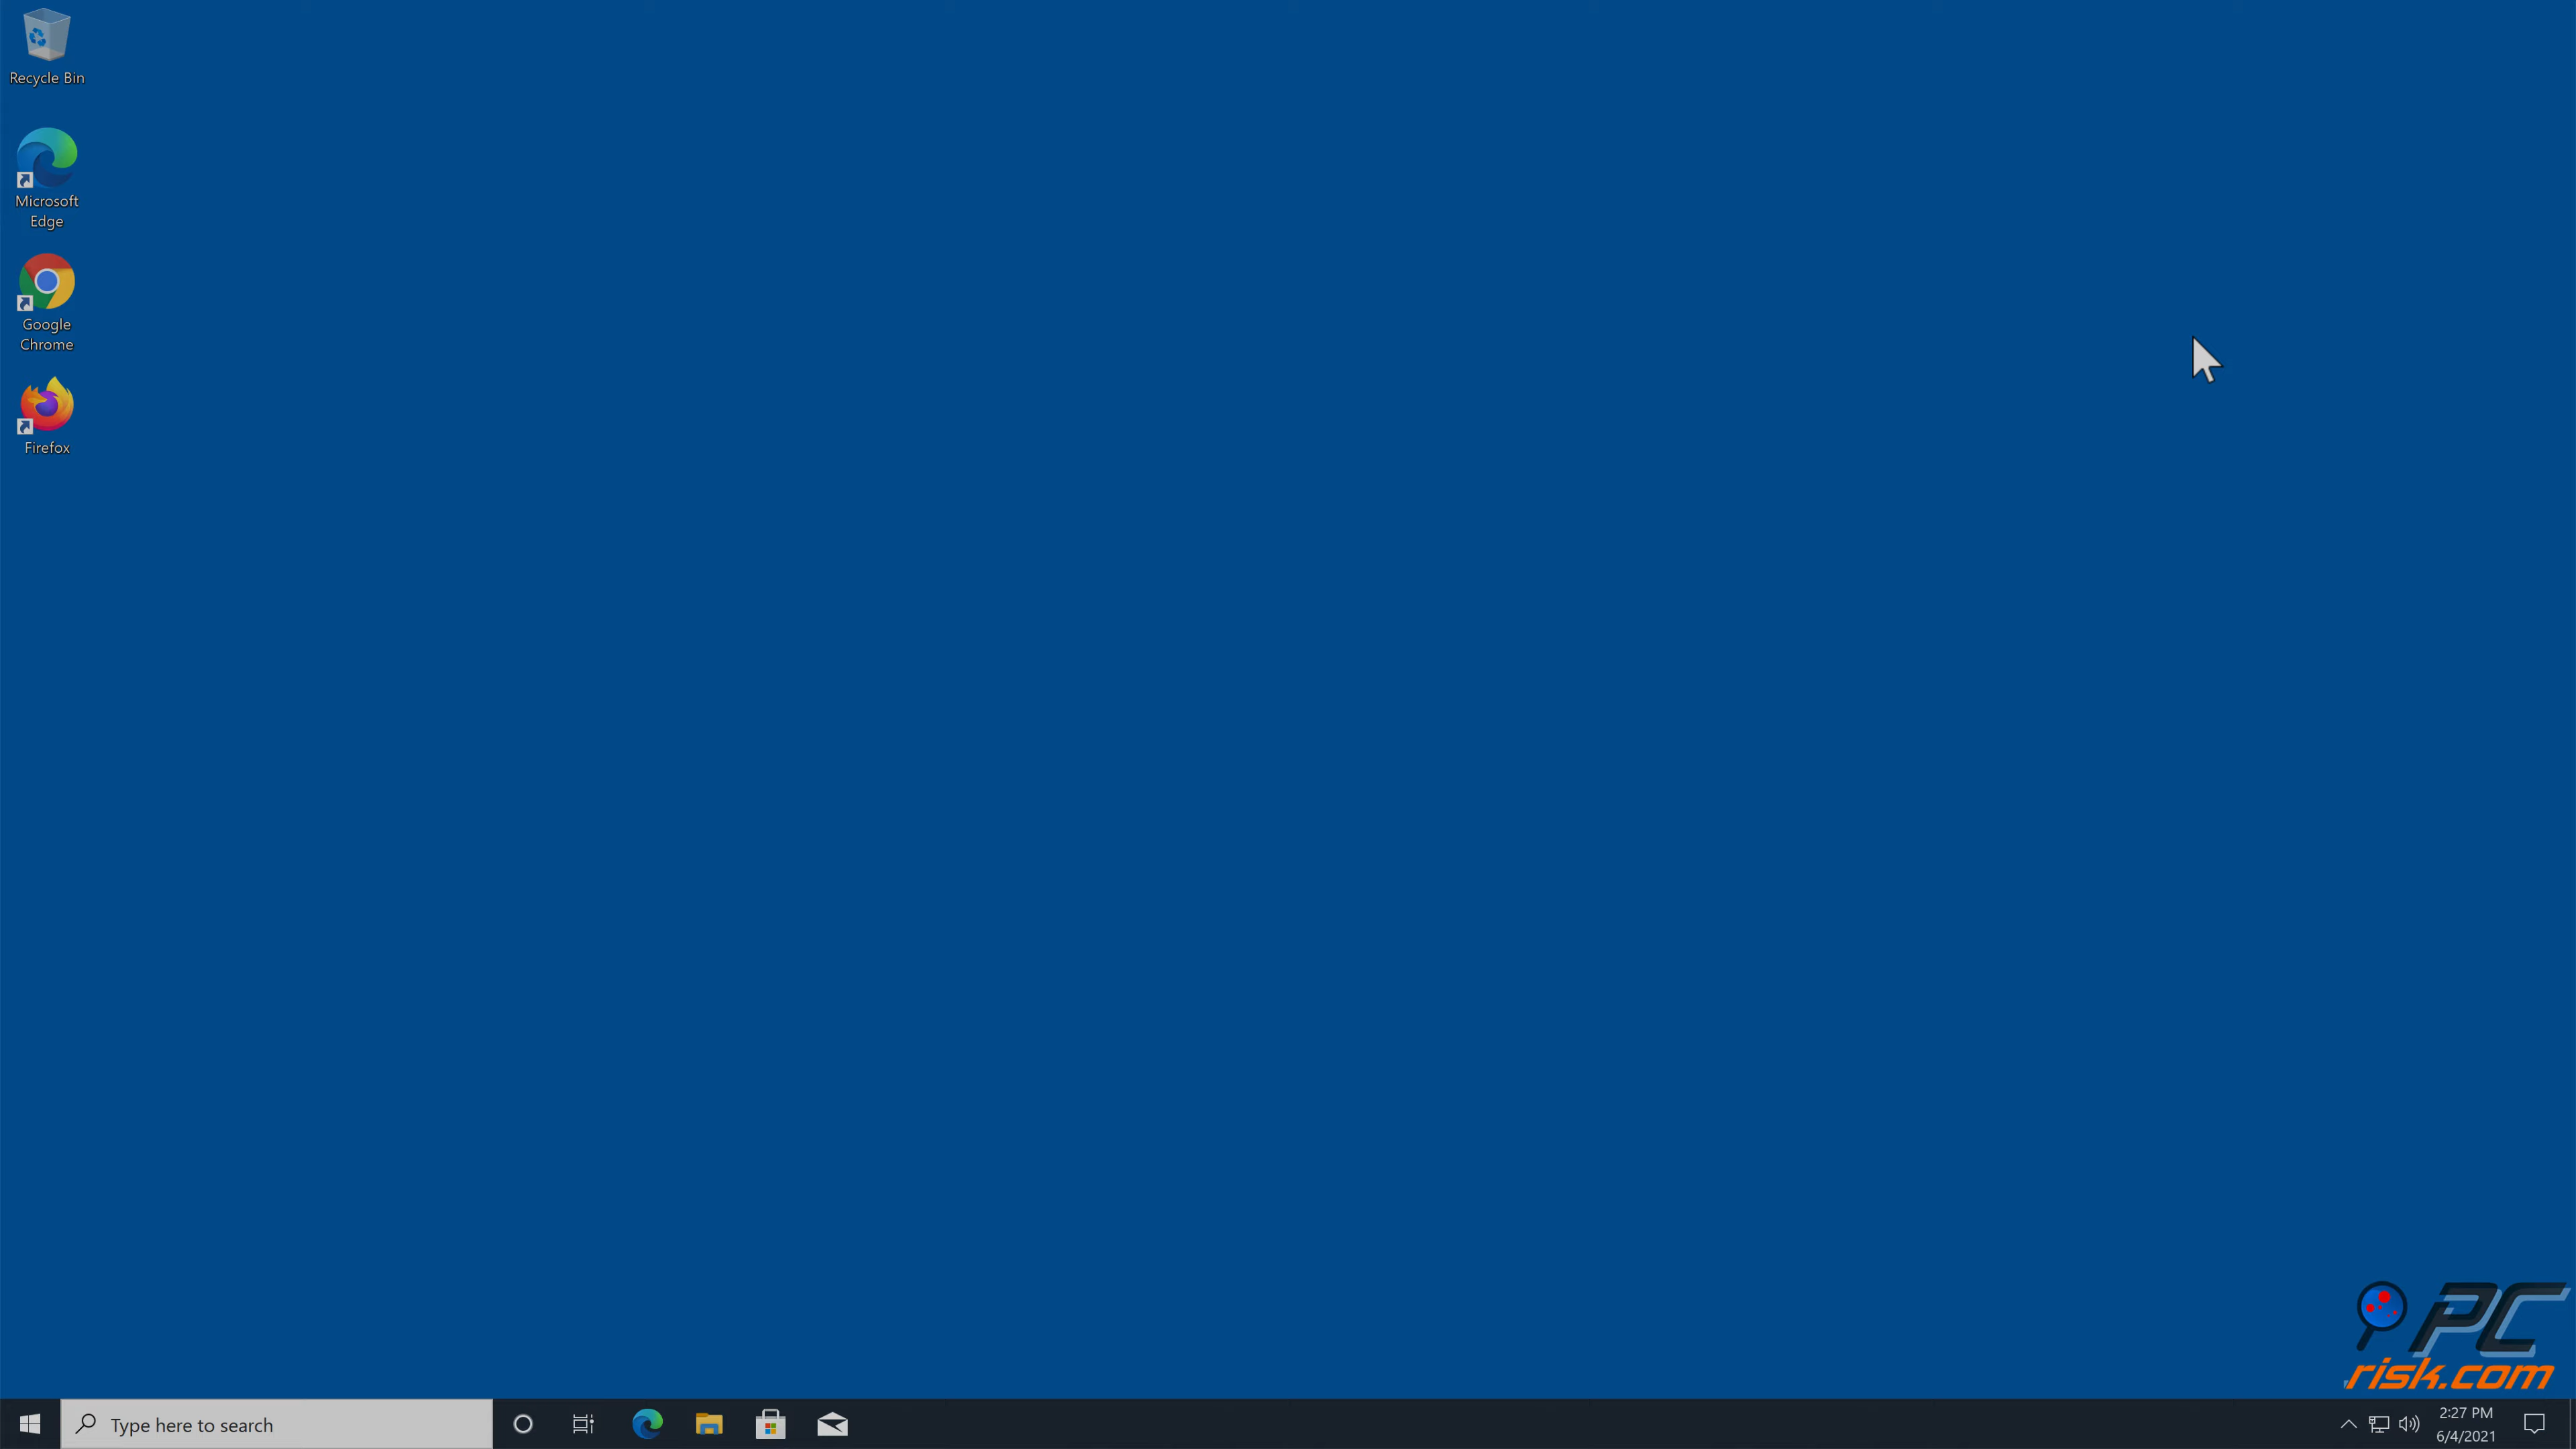 Recycle Bin
Microsoft
Edge
Google
Chrome
Firefox
PC
risk.com
Type here to search
2:27 PM
6/4/2021